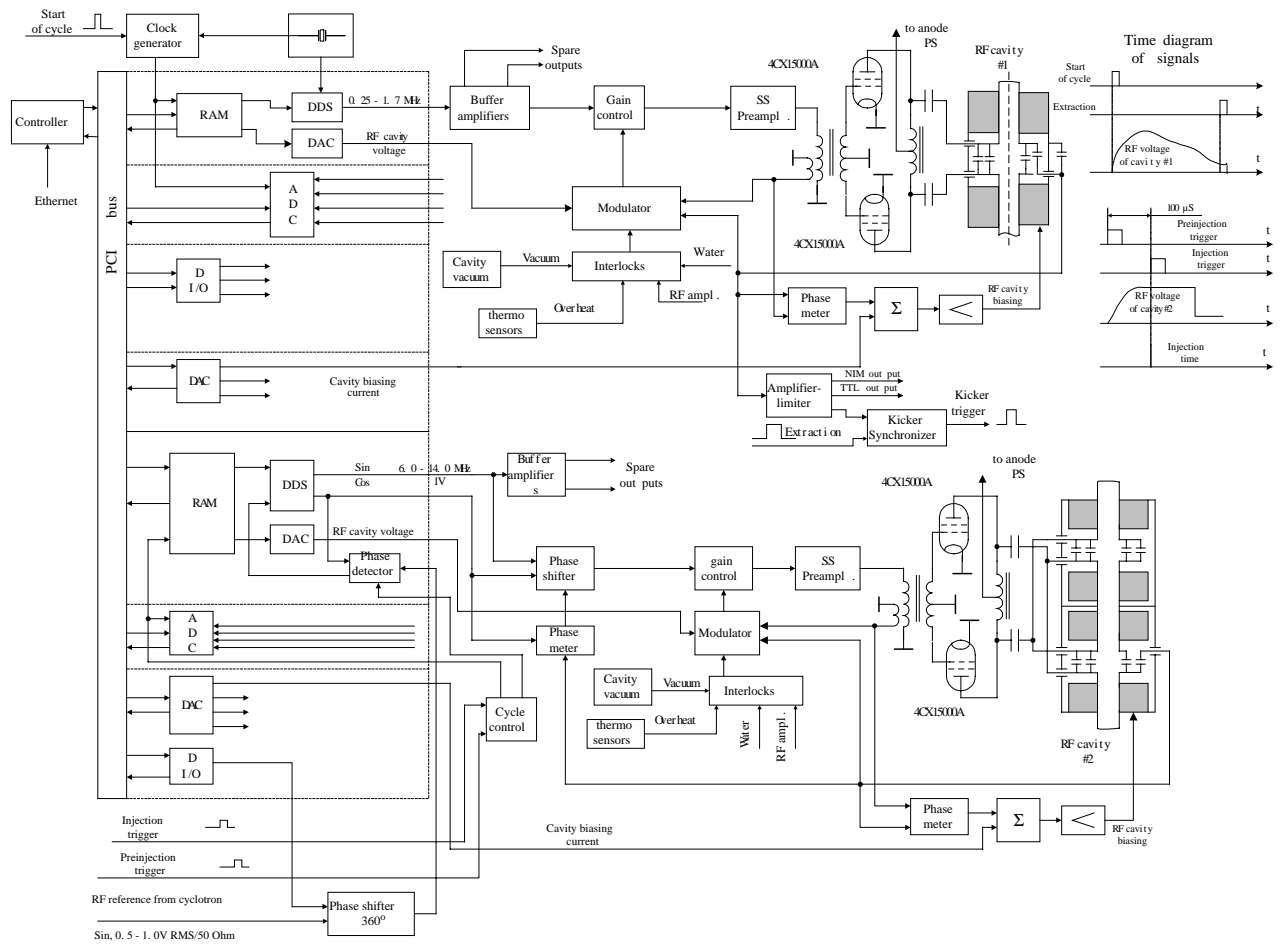 Start
of cycle
Clock
generator
Controller
Ethernet
PCI bus
RAM
DDS
0.25 - 1.7 MHz
DAC
RF cavity
voltage
A
D
C
D
I/O
DAC
Cavity biasing
current
Buffer
amplifiers
Spare
outputs
Gain
control
SS
Preampl.
Modulator
Cavity
vacuum
Vacuum
Interlocks
Water
RF ampl.
thermo
sensors
Overheat
4CX15000A
4CX15000A
to anode
PS
RF cavity
#1
Phase
meter
Σ
<
RF cavity
biasing
Amplifier-
limiter
NIM output
TTL output
Extraction
Kicker
Synchronizer
Kicker
trigger
Time diagram
of signals
Start
of cycle
Extraction
t
t
RF voltage
of cavity #1
t
100 µS
Preinjection
trigger
t
Injection
trigger
t
RF voltage
of cavity#2
t
Injection
time
t
RAM
DDS
Sin
Cos
6.0 - 14.0 MHz
1V
DAC
RF cavity voltage
Phase
detector
A
D
C
DAC
D
I/O
Buffer
amplifier
s
Spare
outputs
Phase
shifter
Phase
meter
gain
control
SS
Preampl.
Modulator
Cavity
vacuum
Vacuum
Interlocks
thermo
sensors
Overheat
Water
RF ampl.
Cycle
control
4CX15000A
4CX15000A
to anode
PS
RF cavity
#2
Phase
meter
Σ
<
RF cavity
biasing
Cavity biasing
current
Injection
trigger
Preinjection
trigger
RF reference from cyclotron
Sin, 0.5 - 1.0V RMS/50 Ohm
Phase shifter
360°